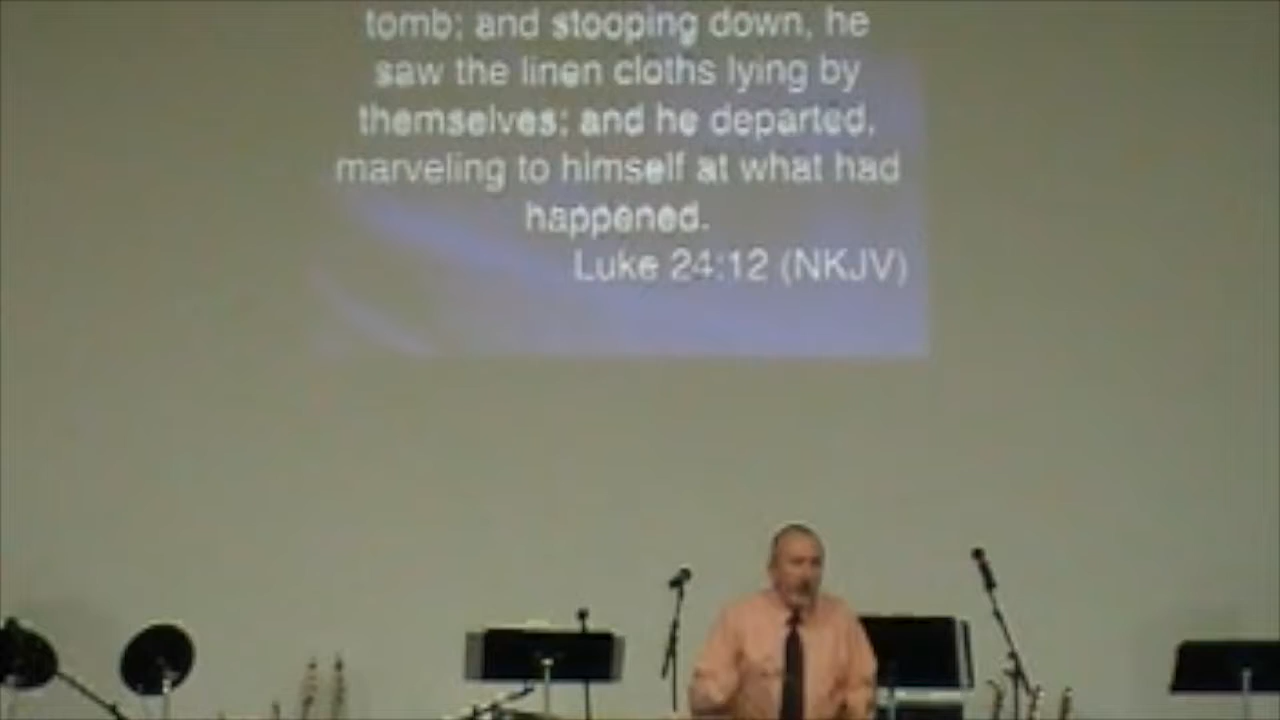 tomb; and stooping down, he
saw the linen cloths lying by
themselves; and he departed,
marveling to himself at what had
happened.
Luke 24:12 (NKJV)